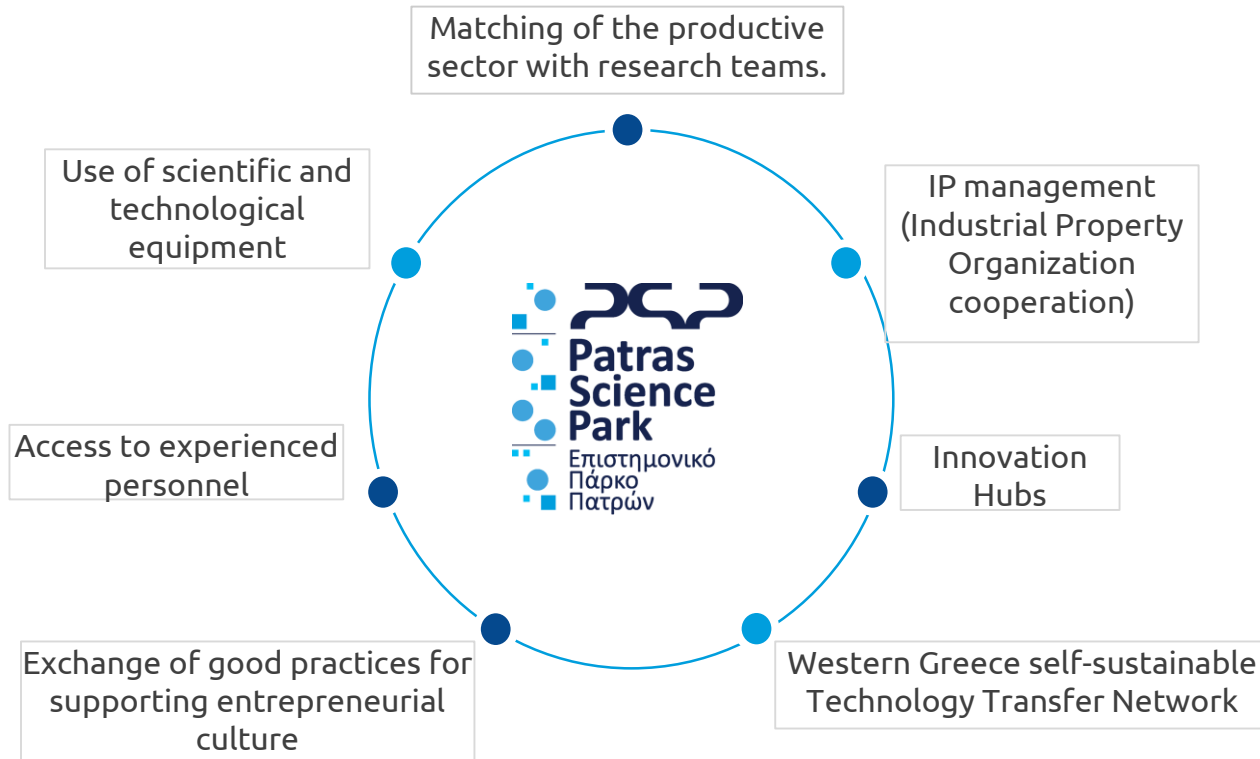 Matching of the productive
sector with research teams.
Use of scientific and
technological
equipment
IP management
(Industrial Property
Organization
cooperation)
Patras
Science
Park
Επιστημονικό
Πάρκο
Πατρών
Access to experienced
personnel
Innovation
Hubs
Exchange of good practices for
supporting entrepreneurial
culture
Western Greece self-sustainable
Technology Transfer Network